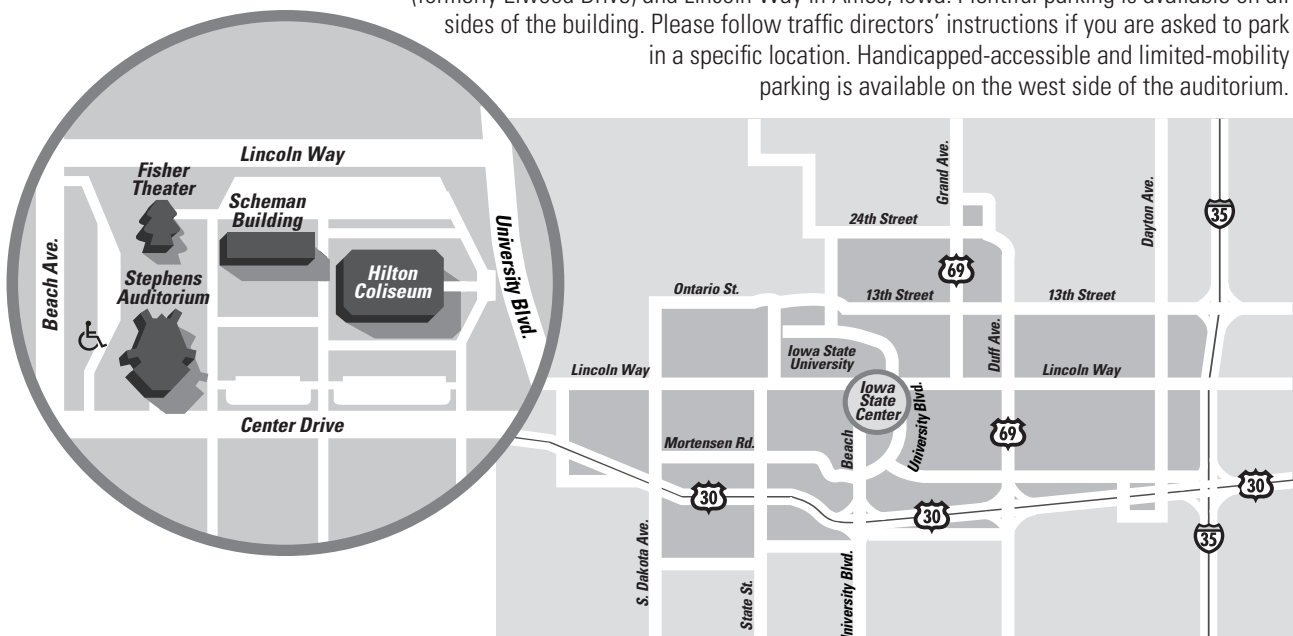 (formerly Elwood Drive) and Lincoln Way in Ames, Iowa. Plentiful parking is available on all
sides of the building. Please follow traffic directors’ instructions if you are asked to park
in a specific location. Handicapped-accessible and limited-mobility
parking is available on the west side of the auditorium.
Lincoln Way
Fisher
Theater
Scheman
Building
Beach Ave.
Stephens
Auditorium
Hilton
Coliseum
University Blvd.
Center Drive
Grand Ave.
Dayton Ave.
35
24th Street
69
Ontario St.
13th Street
13th Street
Duff Ave.
Iowa State
University
Lincoln Way
Lincoln Way
Iowa
State
Center
University Blvd.
69
Mortensen Rd.
Beach
30
30
30
35
S. Dakota Ave.
State St.
University Blvd.